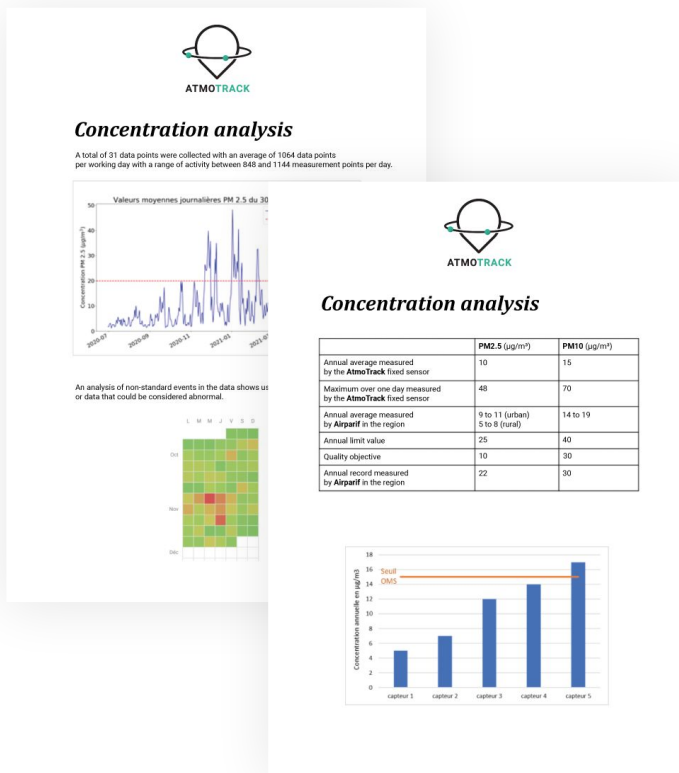 ATMOTRACK
Concentration analysis
A total of 31 data points were collected with an average of 1064 data points
per working day with a range of activity between 848 and 1144 measurement points per day.
Valeurs moyennes journalières PM 2.5 du 30
Concentration PM 2.5 (µg/m³)
50
40
30
20
10
0
2020-07
2020-09
2020-11
2021-01
An analysis of non-standard events in the data shows us
or data that could be considered abnormal.
L M M J V S D
Oct
Nov
Déc
ATMOTRACK
Concentration analysis
PM2.5 (µg/m³) PM10 (µg/m³)
Annual average measured
by the AtmoTrack fixed sensor
10 15
Maximum over one day measured
by the AtmoTrack fixed sensor
48 70
Annual average measured
by Airparif in the region
9 to 11 (urban)
5 to 8 (rural)
14 to 19
Annual limit value 25 40
Quality objective 10 30
Annual record measured
by Airparif in the region
22 30
Concentration annuelle en µg/m3
18
16
14
12
10
8
6
4
2
0
Seuil
OMS
capteur 1 capteur 2 capteur 3 capteur 4 capteur 5